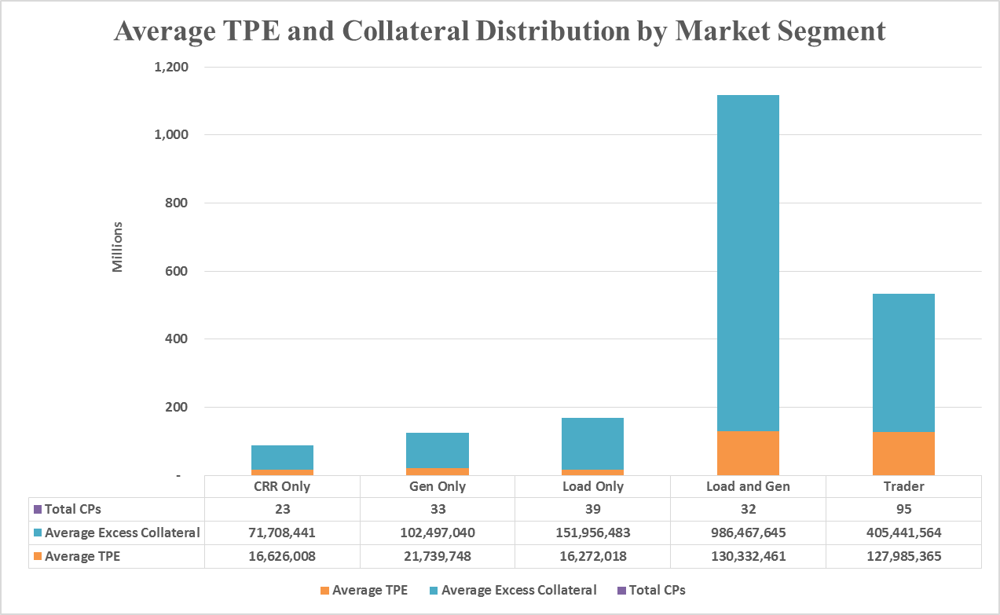 Average TPE and Collateral Distribution by Market Segment
1,200
1,000
800
600
400
200
-
Millions
CRR Only Gen Only Load Only Load and Gen Trader
Total CPs 23 33 39 32 95
Average Excess Collateral 71,708,441 102,497,040 151,956,483 986,467,645 405,441,564
Average TPE 16,626,008 21,739,748 16,272,018 130,332,461 127,985,365
Average TPE Average Excess Collateral Total CPs